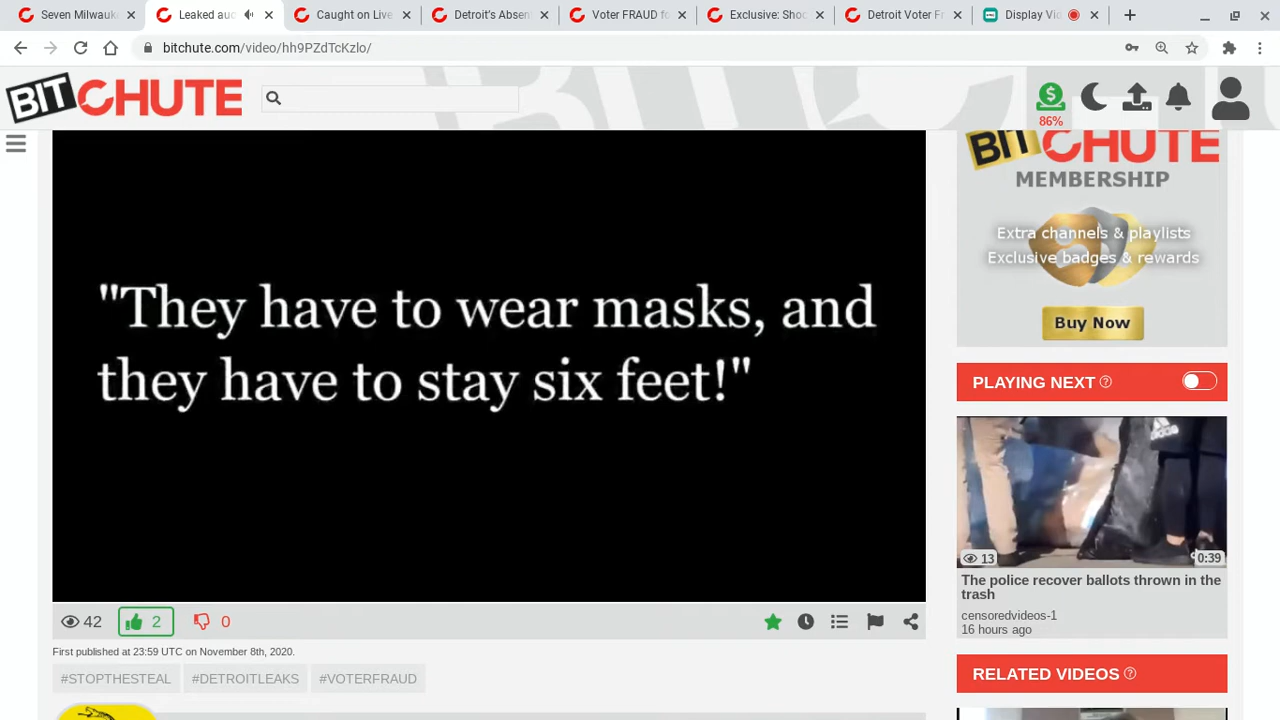 Seven Milwauk
Leaked aud
Caught on Live
Detroit's Absen
Voter FRAUD fo
Exclusive: Shoc
Detroit Voter Fr
Display Vid
bitchute.com/video/hh9PZdTcKzlo/
BITCHUTE
86%
BITCHUTE
MEMBERSHIP
Extra channels & playlists
Exclusive badges & rewards
Buy Now
"They have to wear masks, and
they have to stay six feet!"
PLAYING NEXT
13
0:39
The police recover ballots thrown in the
trash
censoredvideos-1
16 hours ago
42
2
0
First published at 23:59 UTC on November 8th, 2020.
#STOPTHESTEAL
#DETROITLEAKS
#VOTERFRAUD
RELATED VIDEOS